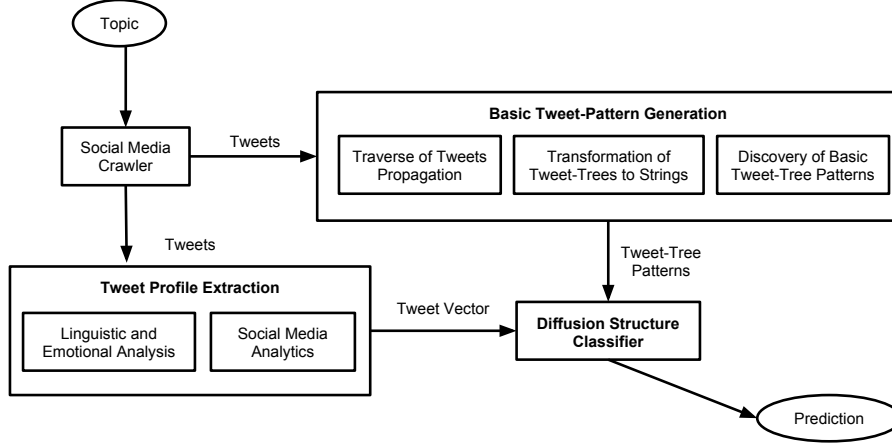 Topic
Basic Tweet-Pattern Generation
Social Media
Crawler
Tweets
Traverse of Tweets
Propagation
Transformation of
Tweet-Trees to Strings
Discovery of Basic
Tweet-Tree Patterns
Tweets
Tweet-Tree
Patterns
Tweet Profile Extraction
Linguistic and
Emotional Analysis
Social Media
Analytics
Tweet Vector
Diffusion Structure
Classifier
Prediction